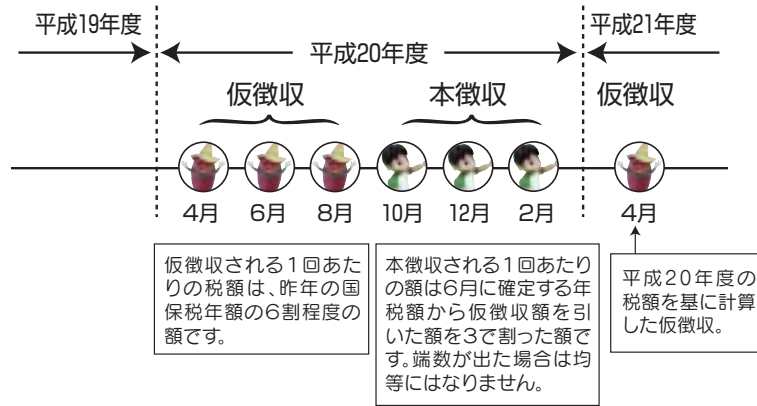 平成19年度
平成20年度
平成21年度
仮徴収
本徴収
仮徴収
4月
6月
8月
10月
12月
2月
4月
仮徴収される1回あた
りの税額は、昨年の国
保税年額の6割程度の
額です。
本徴収される1回あたり
の額は6月に確定する年
税額から仮徴収額を引
いた額を3で割った額で
す。端数が出た場合は均
等にはなりません。
平成20年度の
税額を基に計算
した仮徴収。